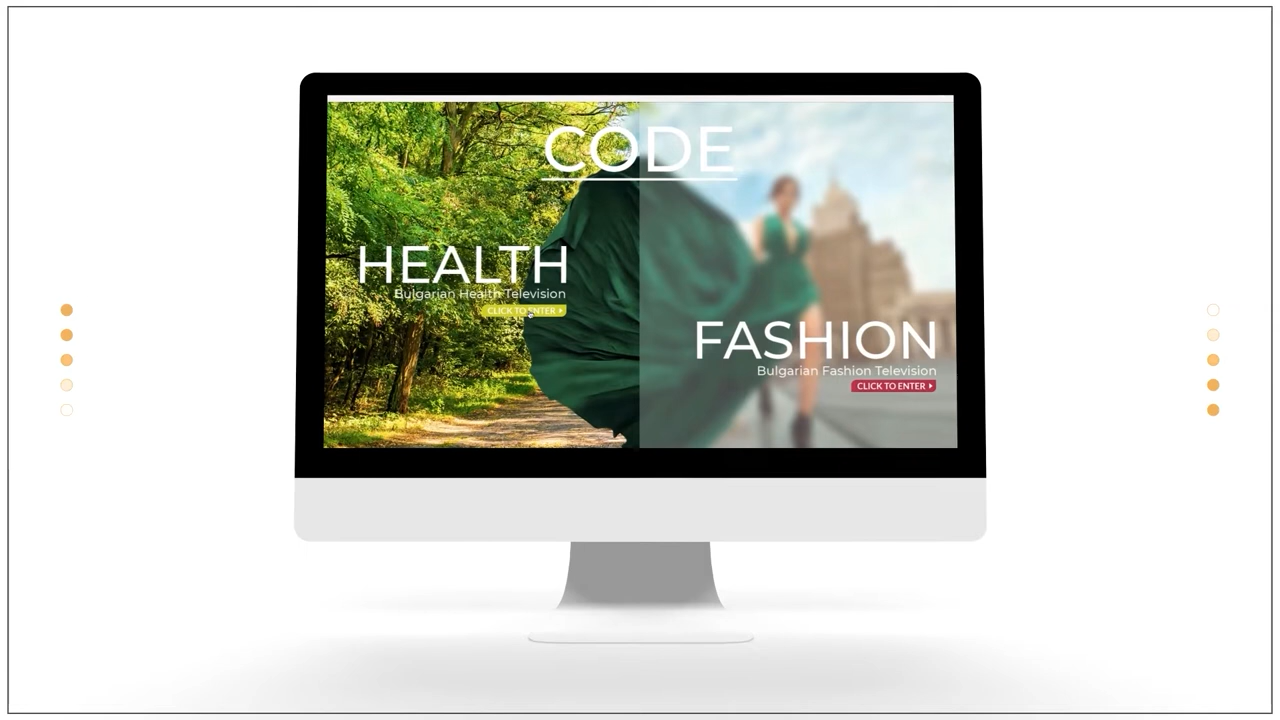 CODE
HEALTH
Bulgarian Health Television
CLICK TO ENTER
FASHION
Bulgarian Fashion Television
CLICK TO ENTER